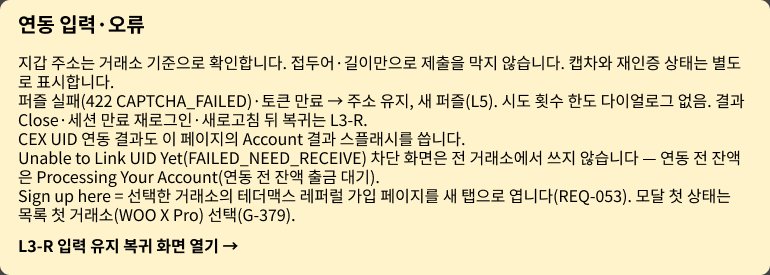 연동 입력·오류
지갑 주소는 거래소 기준으로 확인합니다. 접두어·길이만으로 제출을 막지 않습니다. 캡차와 재인증 상태는 별도
로 표시합니다.
퍼즐 실패(422 CAPTCHA_FAILED)·토큰 만료 → 주소 유지, 새 퍼즐(L5). 시도 횟수 한도 다이얼로그 없음. 결과
Close·세션 만료 재로그인·새로고침 뒤 복귀는 L3-R.
CEX UID 연동 결과도 이 페이지의 Account 결과 스플래시를 씁니다.
Unable to Link UID Yet(FAILED_NEED_RECEIVE) 차단 화면은 전 거래소에서 쓰지 않습니다 — 연동 전 잔액
은 Processing Your Account(연동 전 잔액 출금 대기).
Sign up here = 선택한 거래소의 테더맥스 레퍼럴 가입 페이지를 새 탭으로 엽니다(REQ-053). 모달 첫 상태는
목록 첫 거래소(WOO X Pro) 선택(G-379).
L3-R 입력 유지 복귀 화면 열기 →